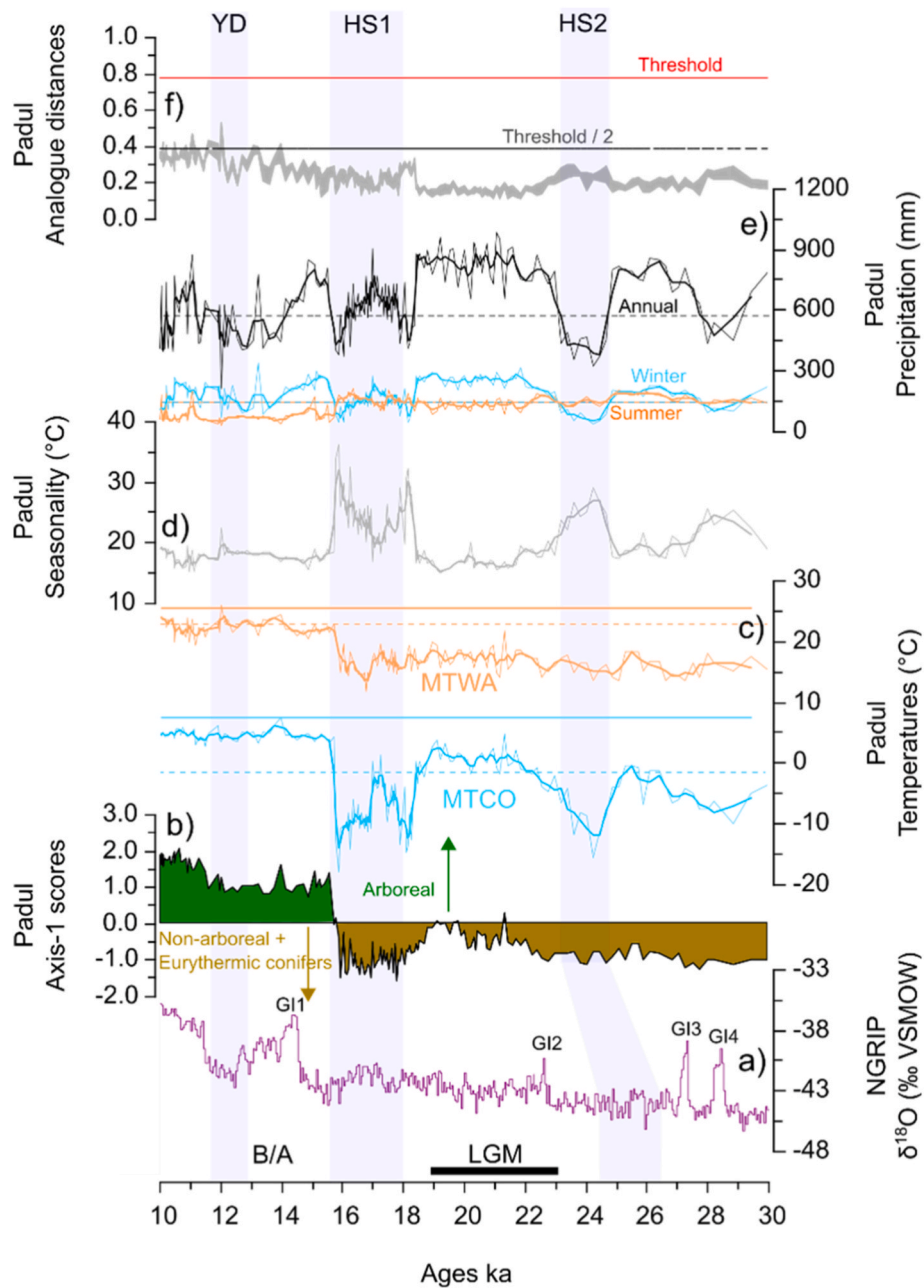 YD HS1 HS2
1.0
0.8
0.6
0.4
0.2
0.0
Padul
Analogue distances
f)
Threshold
Threshold / 2
1200
900
600
300
0
e)
Padul
Precipitation (mm)
Annual
Winter
Summer
40
30
20
10
Padul
Seasonality (°C)
d)
30
20
10
0
-10
-20
c)
Padul
Temperatures (°C)
MTWA
MTCO
3.0
2.0
1.0
0.0
-1.0
-2.0
b)
Padul
Axis-1 scores
Arboreal
Non-arboreal +
Eurythermic conifers
-33
-38
-43
-48
a)
NGRIP
δ18O (‰ VSMOW)
GI1
GI2
GI3
GI4
B/A
LGM
10 12 14 16 18 20 22 24 26 28 30
Ages ka